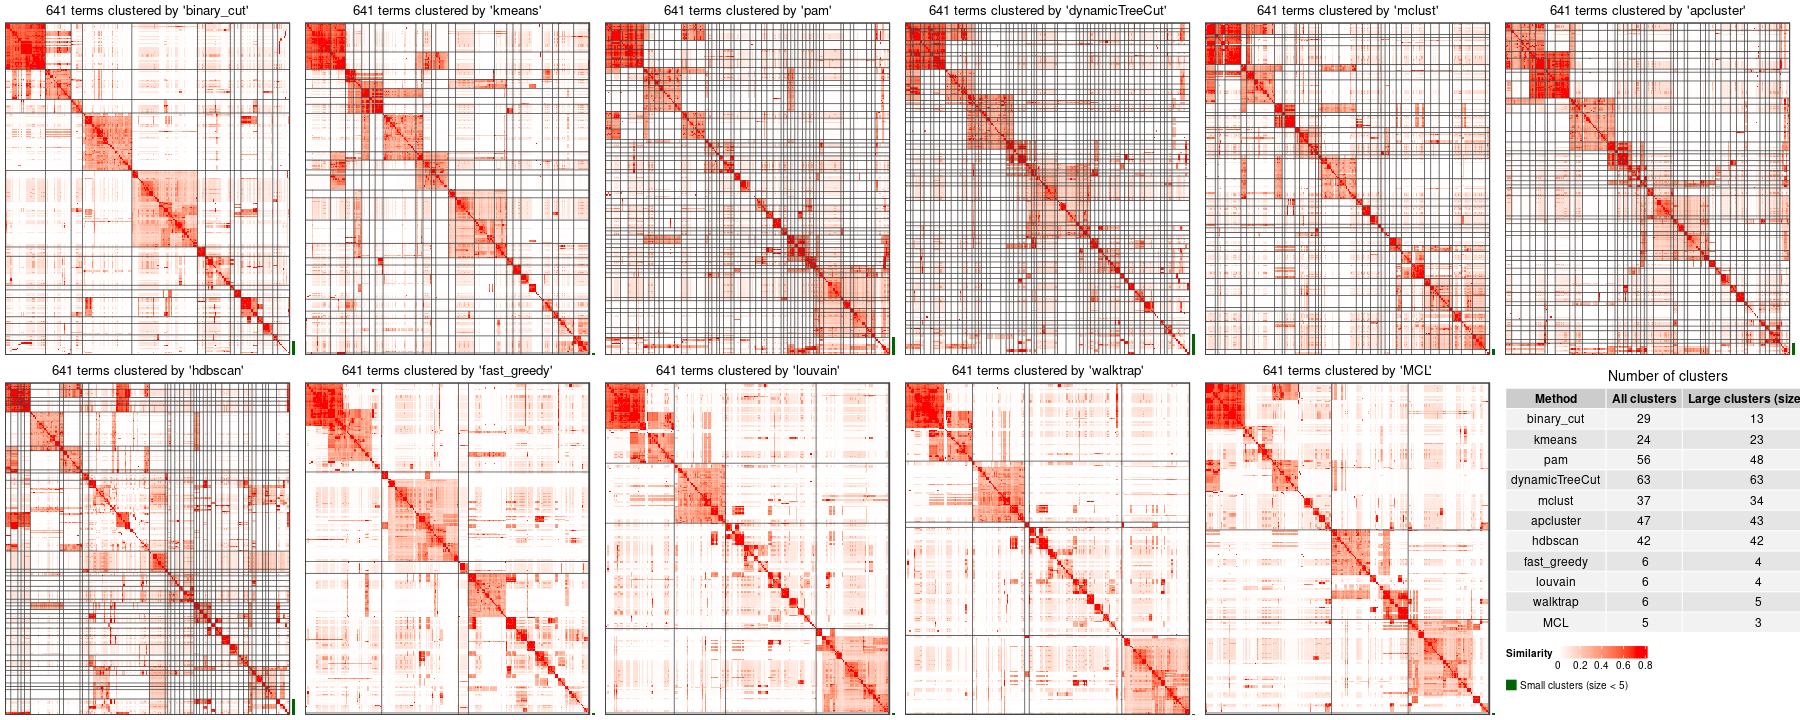 641 terms clustered by 'binary_cut'
641 terms clustered by 'kmeans'
641 terms clustered by 'pam'
641 terms clustered by 'dynamicTreeCut'
641 terms clustered by 'mclust'
641 terms clustered by 'apcluster'
641 terms clustered by 'hdbscan'
641 terms clustered by 'fast_greedy'
641 terms clustered by 'louvain'
641 terms clustered by 'walktrap'
641 terms clustered by 'MCL'
Number of clusters
Method All clusters Large clusters (size
binary_cut 29 13
kmeans 24 23
pam 56 48
dynamicTreeCut 63 63
mclust 37 34
apcluster 47 43
hdbscan 42 42
fast_greedy 6 4
louvain 6 4
walktrap 6 5
MCL 5 3
Similarity
0 0.2 0.4 0.6 0.8
Small clusters (size < 5)